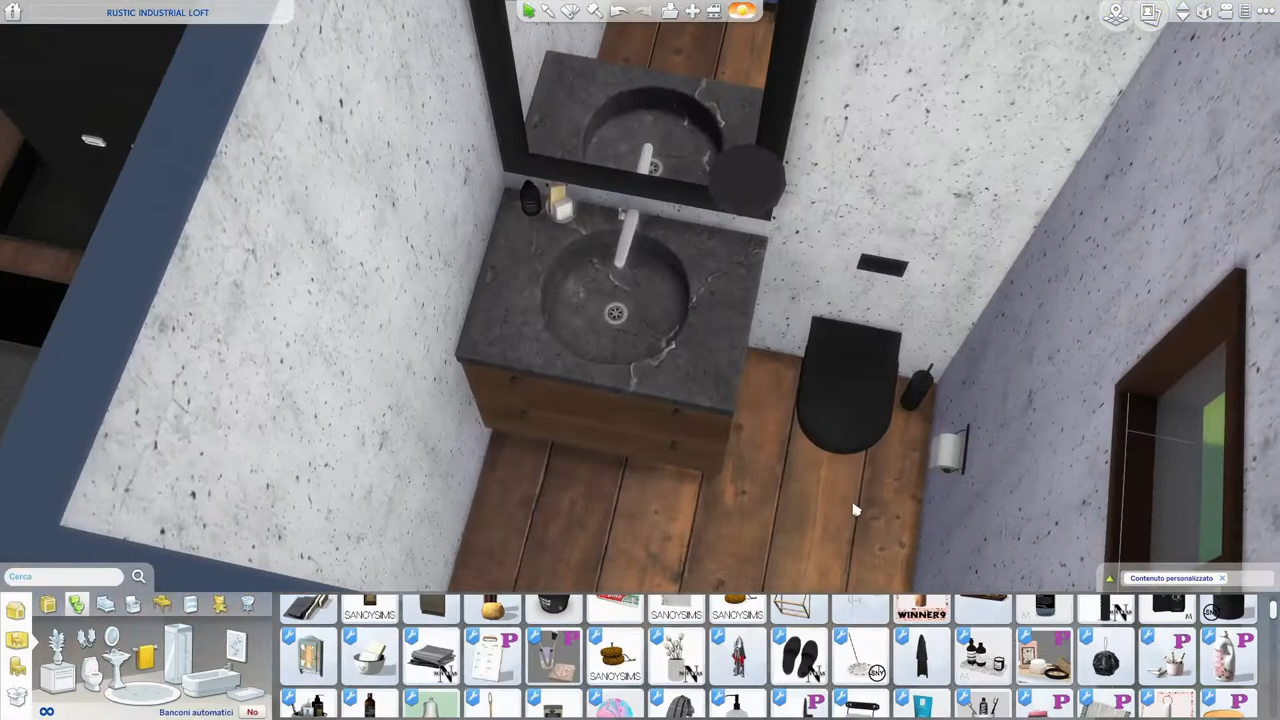 RUSTIC INDUSTRIAL LOFT
Cerca
Contenuto personalizzato
SANOYSIMS
SANOYSIMS
SANOYSIMS
WINNER9
SANOYSIMS
Banconi automatici No